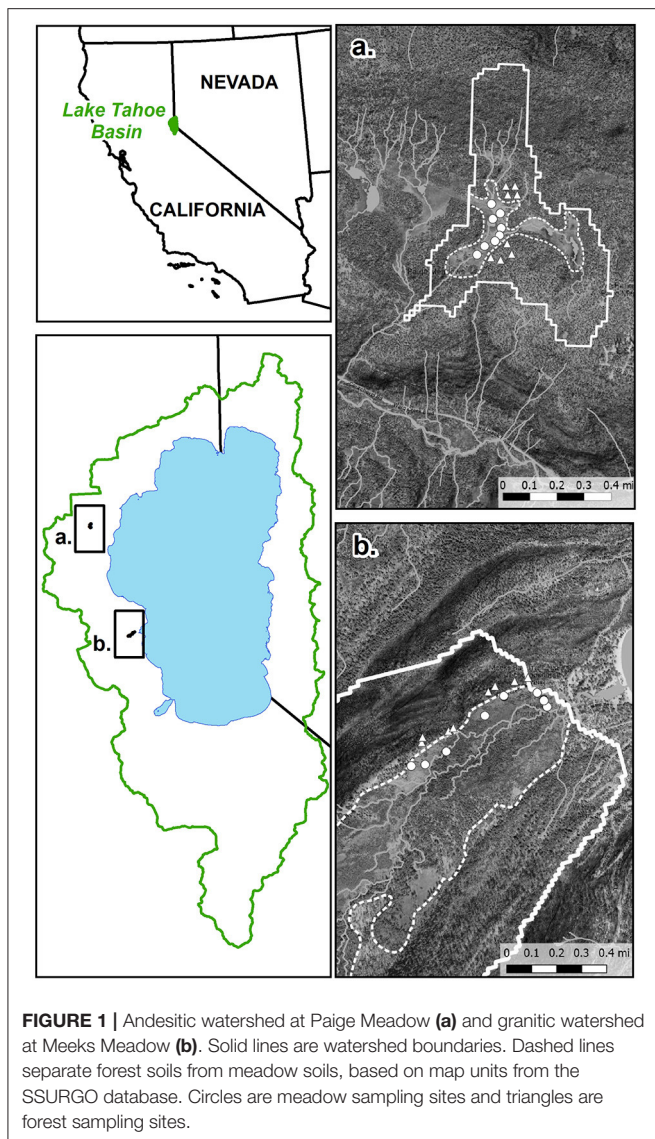 NEVADA
Lake Tahoe
Basin
CALIFORNIA
a.
0 0.1 0.2 0.3 0.4 mi
a.
b.
b.
0 0.1 0.2 0.3 0.4 mi
FIGURE 1 | Andesitic watershed at Paige Meadow (a) and granitic watershed
at Meeks Meadow (b). Solid lines are watershed boundaries. Dashed lines
separate forest soils from meadow soils, based on map units from the
SSURGO database. Circles are meadow sampling sites and triangles are
forest sampling sites.